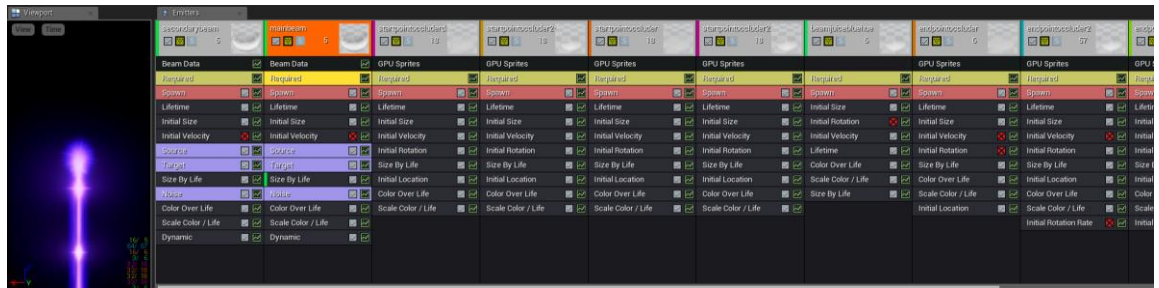 Viewport
Emitters
View Time
secondarybeam mainbeam startpointoccluder2 startpointoccluder2 endpointoccluder endpointoccluder2
5 5 18 18 18 18 6 6 57
Beam Data Beam Data GPU Sprites GPU Sprites GPU Sprites GPU Sprites GPU Sprites GPU Sprites
Required Required Required Required Required Required Required Required Required
Spawn Spawn Spawn Spawn Spawn Spawn Spawn Spawn Spawn
Lifetime Lifetime Lifetime Lifetime Lifetime Lifetime Initial Size Lifetime Lifetime
Initial Size Initial Size Initial Size Initial Size Initial Size Initial Size Initial Rotation Initial Size Initial Size
Initial Velocity Initial Velocity Initial Velocity Initial Velocity Initial Velocity Initial Velocity Initial Velocity Initial Velocity Initial Velocity
Source Source Initial Rotation Initial Rotation Initial Rotation Initial Rotation Lifetime Initial Rotation Initial Rotation
Target Target Size By Life Size By Life Size By Life Size By Life Color Over Life Size By Life Size By Life
Size By Life Size By Life Initial Location Initial Location Initial Location Initial Location Scale Color / Life Color Over Life Initial Location
Noise Noise Color Over Life Color Over Life Color Over Life Color Over Life Size By Life Scale Color / Life Color Over Life
Color Over Life Color Over Life Scale Color / Life Scale Color / Life Scale Color / Life Scale Color / Life Initial Location Scale Color / Life
Scale Color / Life Scale Color / Life Initial Rotation Rate
Dynamic Dynamic